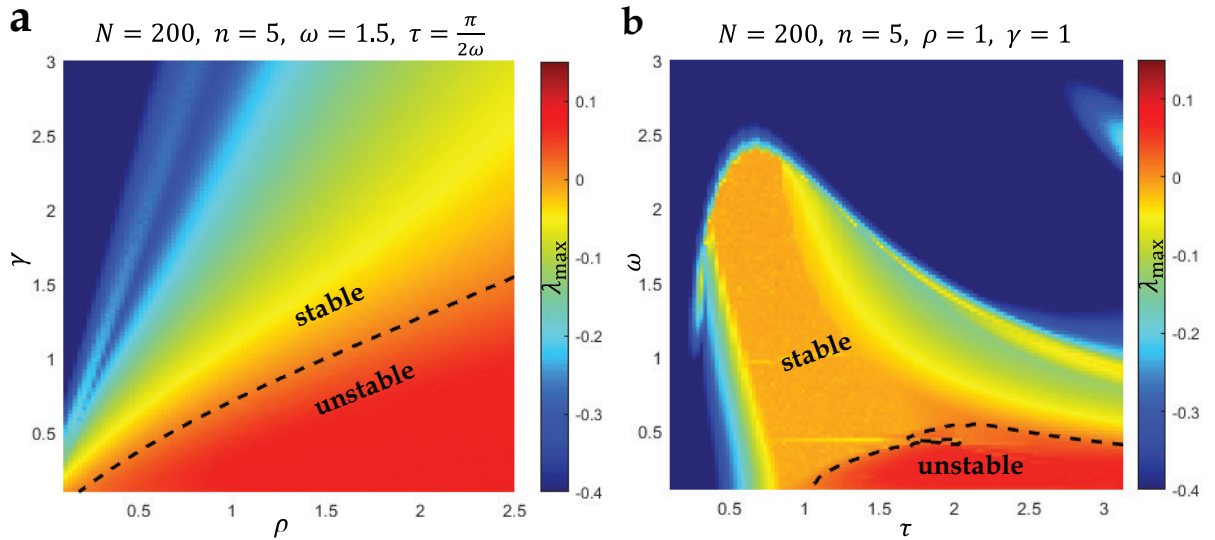 a
N = 200, n = 5, ω = 1.5, τ = π/2ω
3
2.5
2
1.5
1
0.5
γ
0.5
1
1.5
2
2.5
ρ
stable
unstable
0.1
0
-0.1
-0.2
-0.3
-0.4
λmax
b
N = 200, n = 5, ρ = 1, γ = 1
3
2.5
2
1.5
1
0.5
ω
0.5
1
1.5
2
2.5
3
τ
stable
unstable
0.1
0
-0.1
-0.2
-0.3
-0.4
λmax